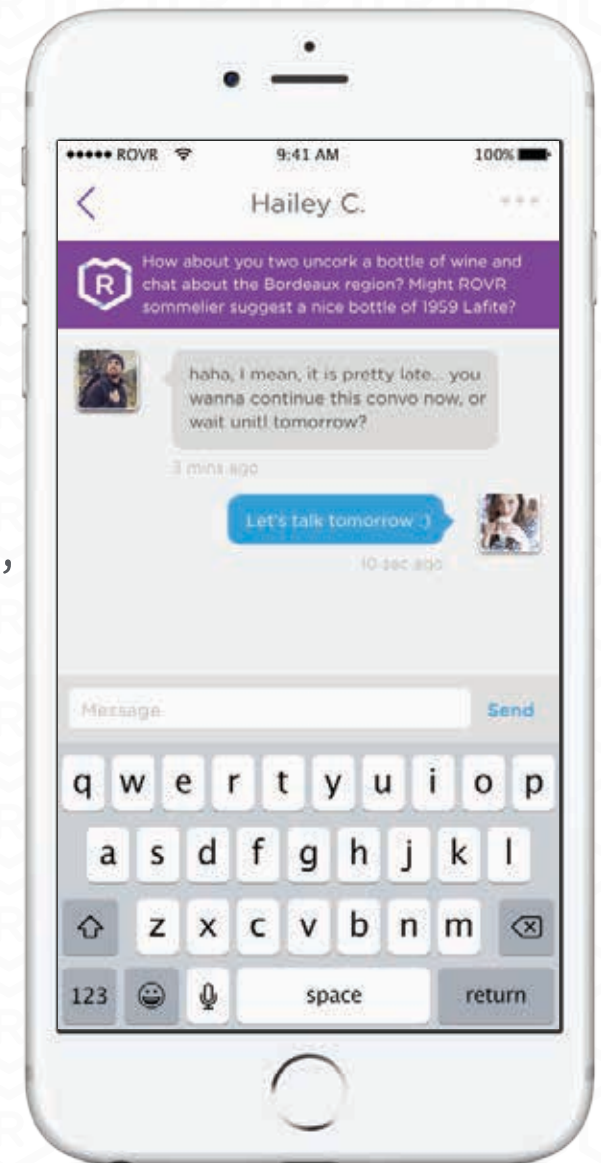 ROVR 9:41 AM 100%
Hailey C.
R
How about you two uncork a bottle of wine and
chat about the Bordeaux region? Might ROVR
sommelier suggest a nice bottle of 1959 Lafite?
haha, I mean, it is pretty late... you
wanna continue this convo now, or
wait unitl tomorrow?
3 mins ago
Let's talk tomorrow :)
10 sec ago
,
Message Send
q w e r t y u i o p
a s d f g h j k l
z x c v b n m
123 space return